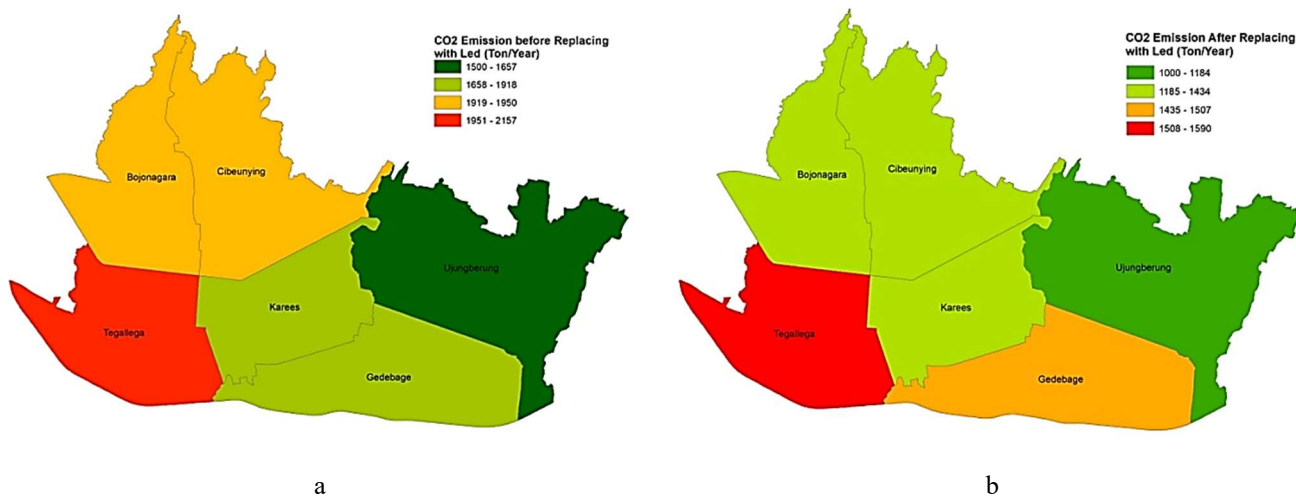 CO2 Emission before Replacing
with Led (Ton/Year)
1500 - 1657
1658 - 1918
1919 - 1950
1951 - 2157
Bojonagara
Cibeunying
Ujungberung
Karees
Tegallega
Gedebage
a
CO2 Emission After Replacing
with Led (Ton/Year)
1000 - 1184
1185 - 1434
1435 - 1507
1508 - 1590
Bojonagara
Cibeunying
Ujungberung
Karees
Tegallega
Gedebage
b